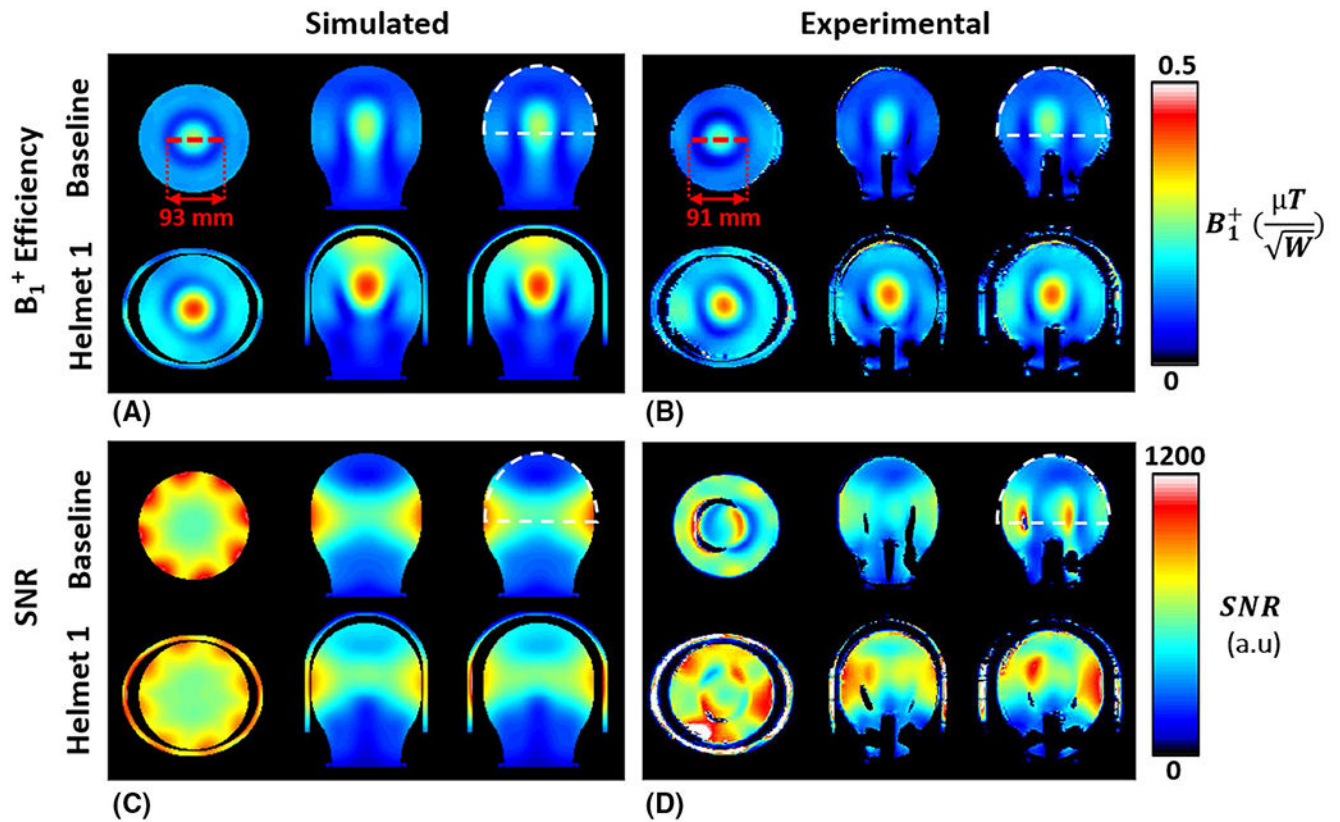 Simulated
Experimental
B₁⁺ Efficiency
Baseline
93 mm
91 mm
Helmet 1
(A)
(B)
0.5
B₁⁺ (μT/√W)
0
SNR
Baseline
Helmet 1
(C)
(D)
1200
SNR
(a.u)
0